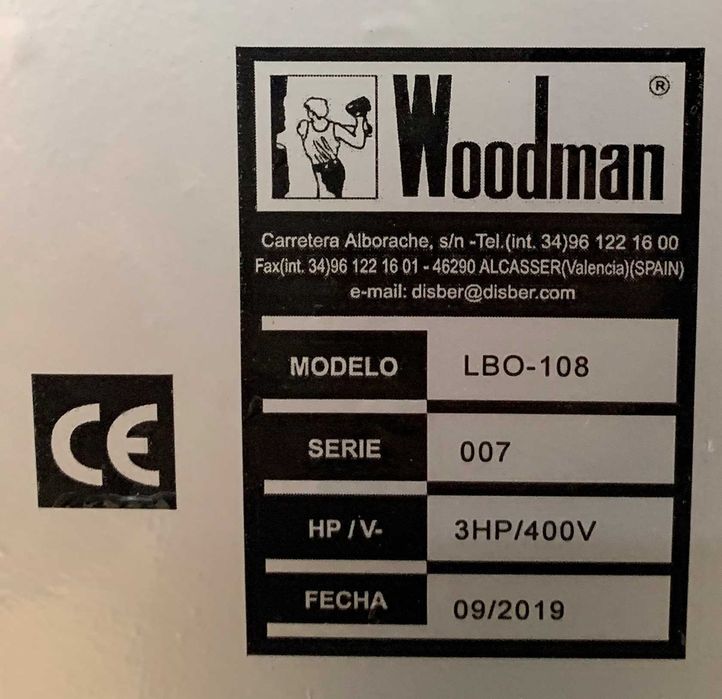 Woodman ®
Carretera Alborache, s/n -Tel.(int. 34)96 122 16 00
Fax(int. 34)96 122 16 01 - 46290 ALCASSER(Valencia)(SPAIN)
e-mail: disber@disber.com
MODELO LBO-108
CE
SERIE 007
HP / V- 3HP/400V
FECHA 09/2019